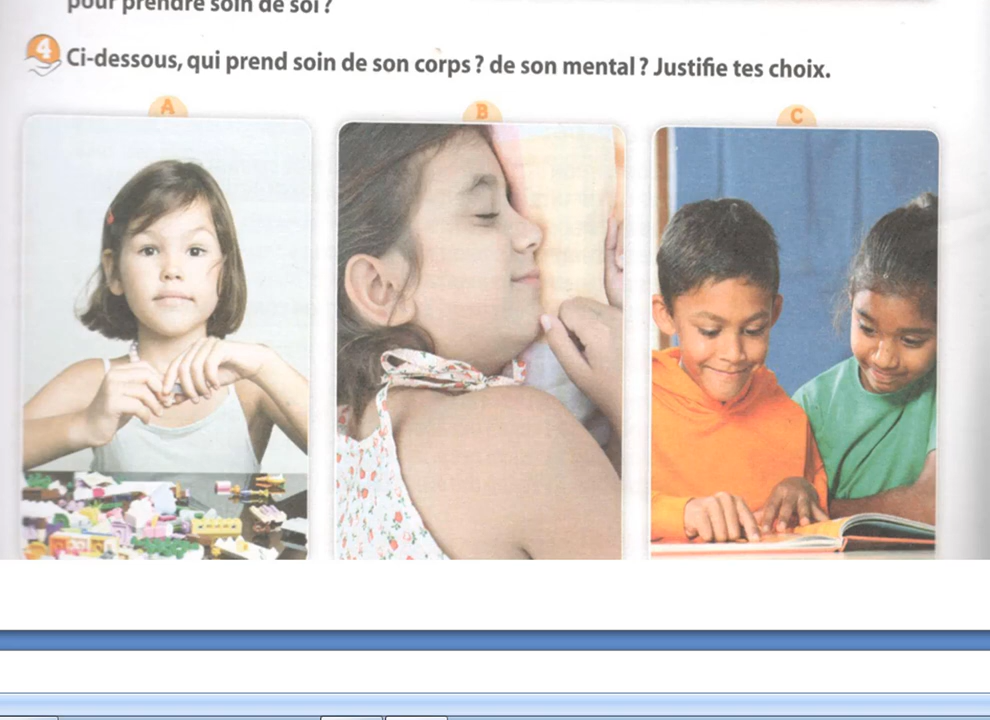 pour prendre soin de soi ?
4 Ci-dessous, qui prend soin de son corps ? de son mental ? Justifie tes choix.
A
B
C